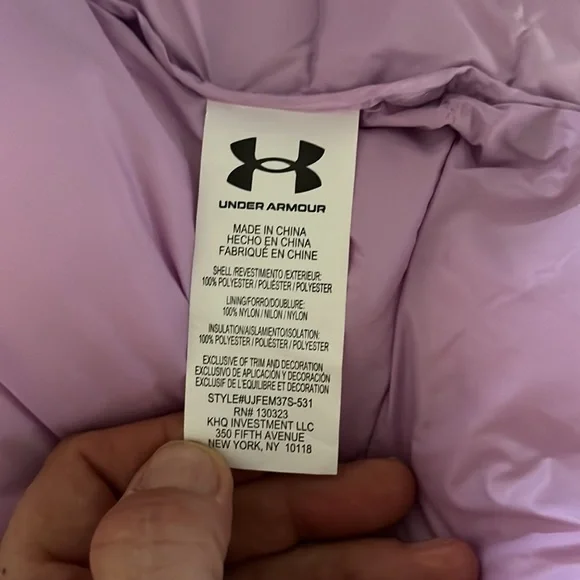 UNDER ARMOUR
MADE IN CHINA
HECHO EN CHINA
FABRIQUÉ EN CHINE
SHELL/REVESTIMIENTO/EXTERIEUR:
100% POLYESTER / POLIÉSTER / POLYESTER
LINING/FORRO/DOUBLURE:
100% NYLON / NILON / NYLON
INSULATION/AISLAMIENTO/ISOLATION:
100% POLYESTER / POLIÉSTER / POLYESTER
EXCLUSIVE OF TRIM AND DECORATION
EXCLUSIVO DE APLICACIÓN Y DECORACIÓN
EXCLUSIF DE L'EQUILIBRE ET DECORATION
STYLE#UJFEM37S-531
RN# 130323
KHQ INVESTMENT LLC
350 FIFTH AVENUE
NEW YORK, NY 10118